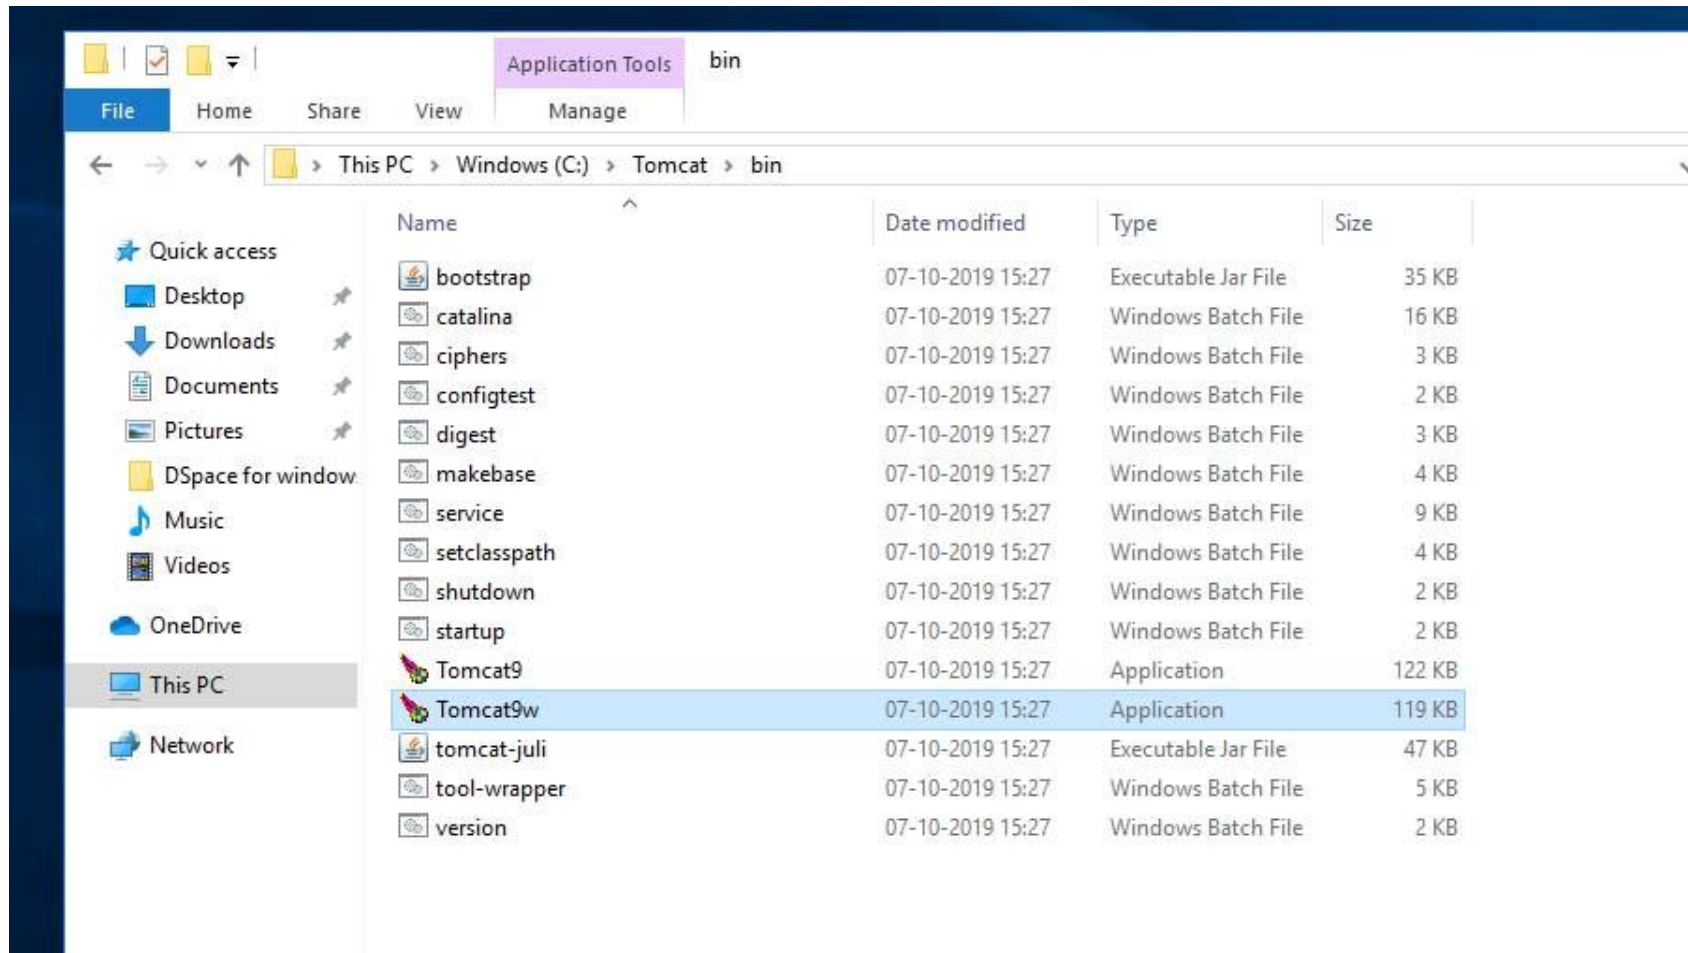 Application Tools bin
File Home Share View Manage
This PC Windows (C:) Tomcat bin
Name Date modified Type Size
Quick access
Desktop
Downloads
Documents
Pictures
DSpace for window
Music
Videos
OneDrive
This PC
Network
bootstrap 07-10-2019 15:27 Executable Jar File 35 KB
catalina 07-10-2019 15:27 Windows Batch File 16 KB
ciphers 07-10-2019 15:27 Windows Batch File 3 KB
configtest 07-10-2019 15:27 Windows Batch File 2 KB
digest 07-10-2019 15:27 Windows Batch File 3 KB
makebase 07-10-2019 15:27 Windows Batch File 4 KB
service 07-10-2019 15:27 Windows Batch File 9 KB
setclasspath 07-10-2019 15:27 Windows Batch File 4 KB
shutdown 07-10-2019 15:27 Windows Batch File 2 KB
startup 07-10-2019 15:27 Windows Batch File 2 KB
Tomcat9 07-10-2019 15:27 Application 122 KB
Tomcat9w 07-10-2019 15:27 Application 119 KB
tomcat-juli 07-10-2019 15:27 Executable Jar File 47 KB
tool-wrapper 07-10-2019 15:27 Windows Batch File 5 KB
version 07-10-2019 15:27 Windows Batch File 2 KB